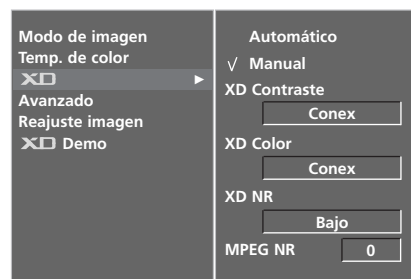 Modo de imagen
Temp. de color
XD
Avanzado
Reajuste imagen
XD Demo
Automático
√ Manual
XD Contraste
Conex
XD Color
Conex
XD NR
Bajo
MPEG NR 0